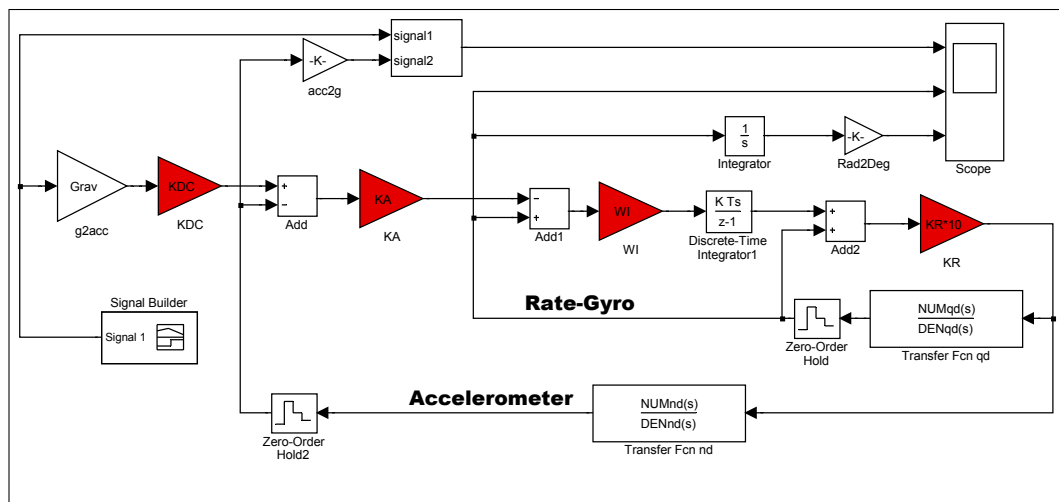 signal1
signal2
-K-
acc2g
Scope
1
s
Integrator
-K-
Rad2Deg
Grav
g2acc
KDC
KDC
+
−
Add
KA
KA
−
+
Add1
WI
WI
K Ts
z-1
Discrete-Time
Integrator1
+
+
Add2
KR*10
KR
Signal Builder
Signal 1
Rate-Gyro
Zero-Order
Hold
NUMqd(s)
DENqd(s)
Transfer Fcn qd
Accelerometer
Zero-Order
Hold2
NUMnd(s)
DENnd(s)
Transfer Fcn nd